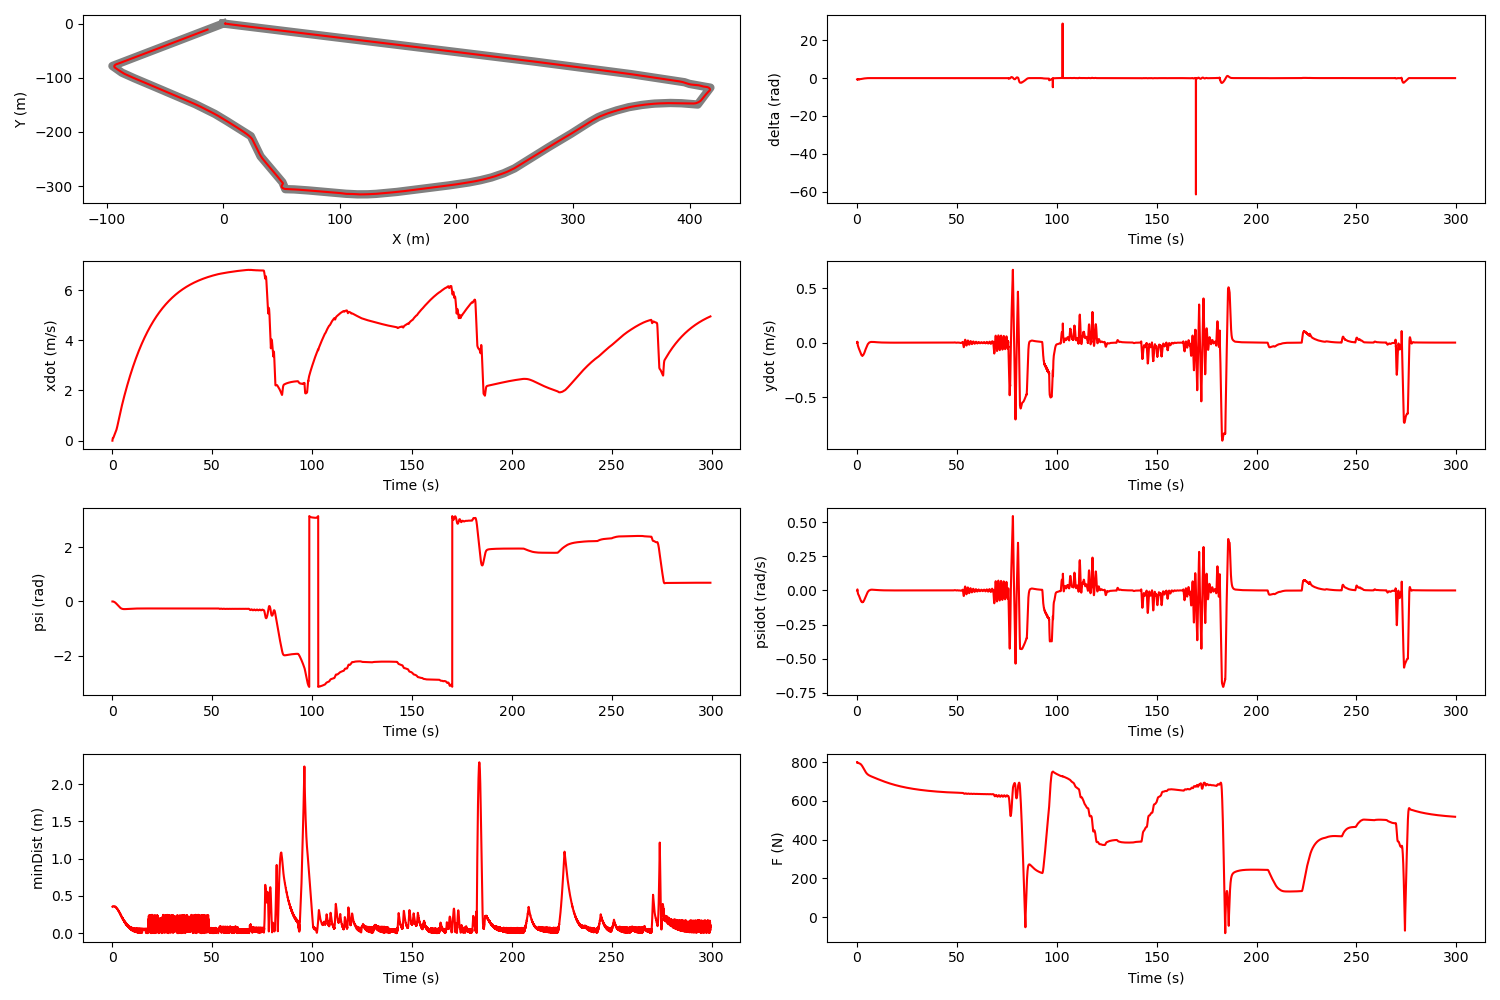 0
−100
−200
−300
Y (m)
−100 0 100 200 300 400
X (m)
20
0
−20
−40
−60
delta (rad)
0 50 100 150 200 250 300
Time (s)
6
4
2
0
xdot (m/s)
0 50 100 150 200 250 300
Time (s)
0.5
0.0
−0.5
ydot (m/s)
0 50 100 150 200 250 300
Time (s)
2
0
−2
psi (rad)
0 50 100 150 200 250 300
Time (s)
0.50
0.25
0.00
−0.25
−0.50
−0.75
psidot (rad/s)
0 50 100 150 200 250 300
Time (s)
2.0
1.5
1.0
0.5
0.0
minDist (m)
0 50 100 150 200 250 300
Time (s)
800
600
400
200
0
F (N)
0 50 100 150 200 250 300
Time (s)